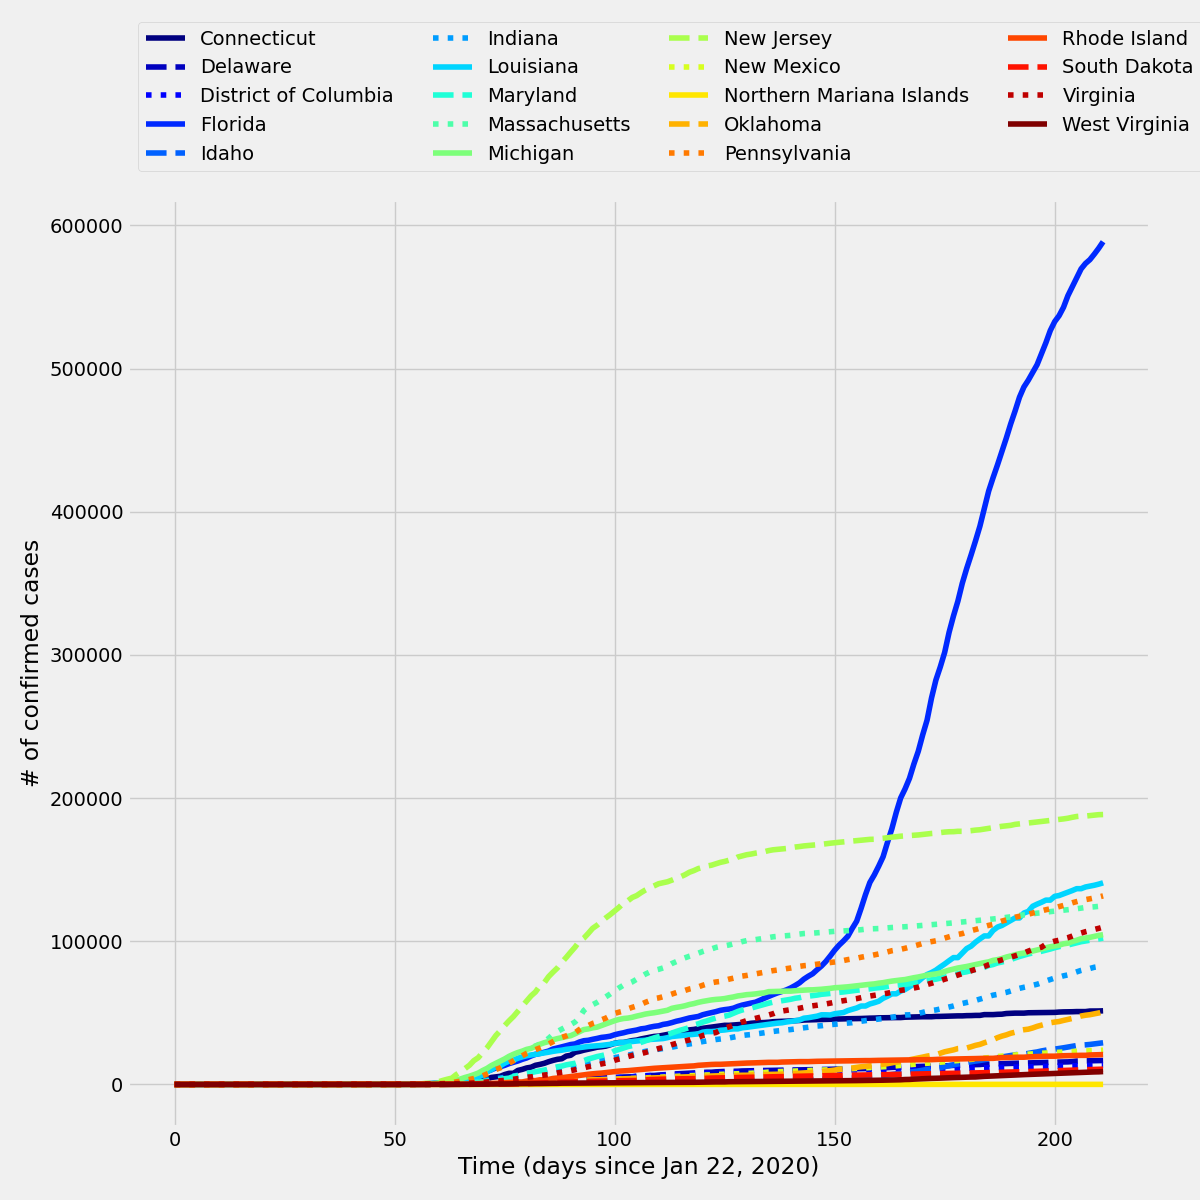 Connecticut
Delaware
District of Columbia
Florida
Idaho
Indiana
Louisiana
Maryland
Massachusetts
Michigan
New Jersey
New Mexico
Northern Mariana Islands
Oklahoma
Pennsylvania
Rhode Island
South Dakota
Virginia
West Virginia
600000
500000
400000
300000
200000
100000
0
# of confirmed cases
0 50 100 150 200
Time (days since Jan 22, 2020)